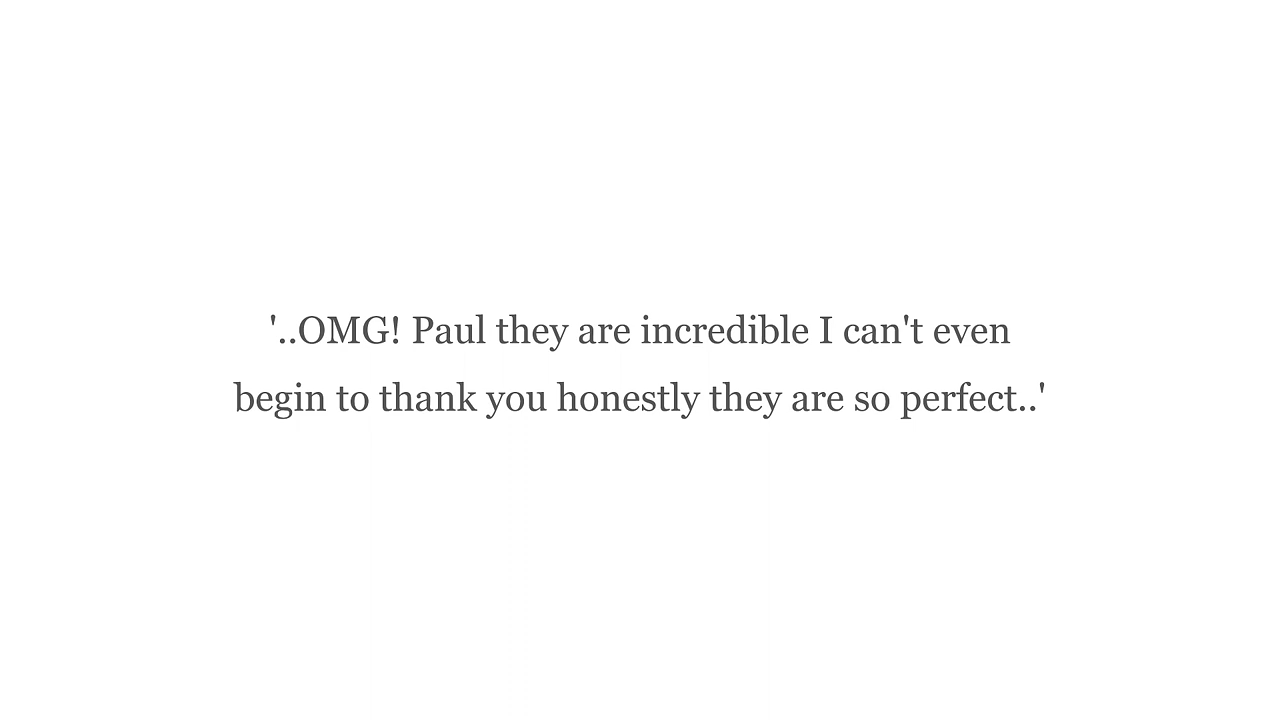 '..OMG! Paul they are incredible I can't even
begin to thank you honestly they are so perfect..'